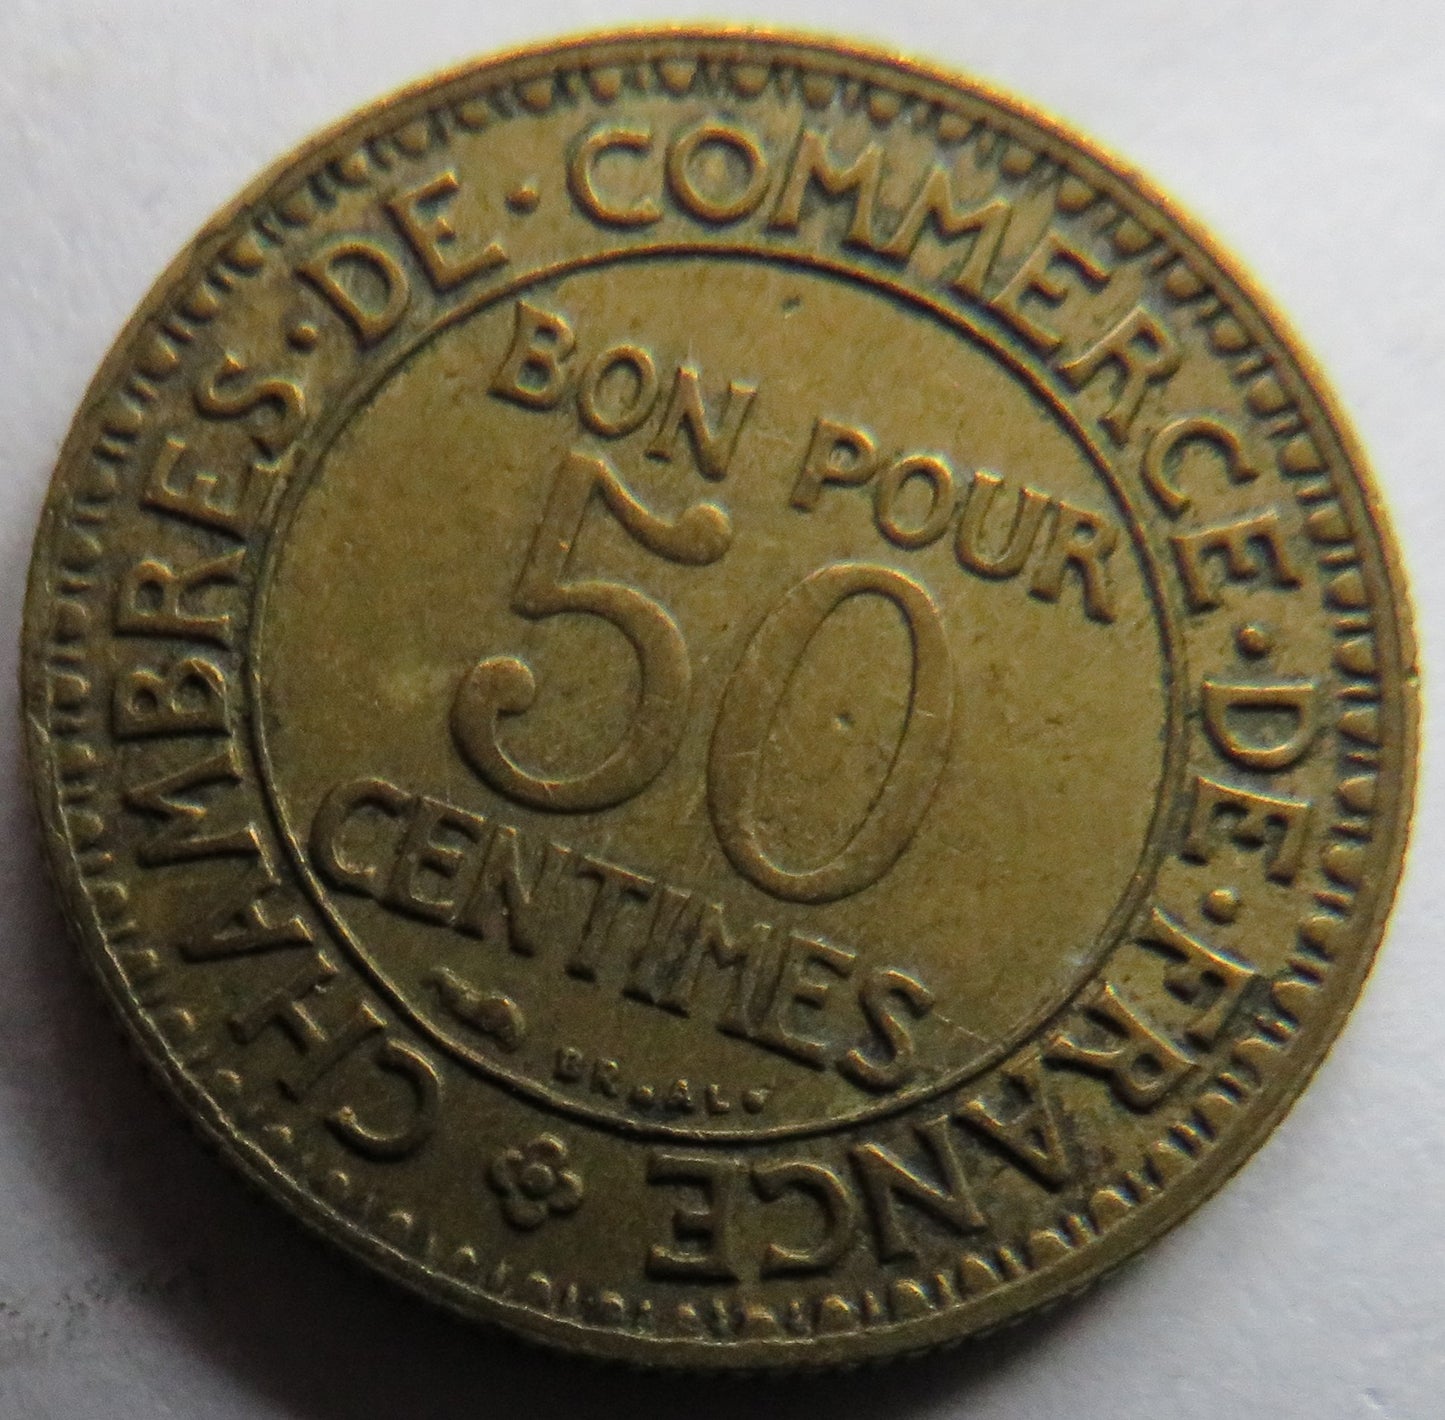 CHAMBRES·DE·COMMERCE·DE·FRANCE
BON POUR
50
CENTIMES
BR.AL.